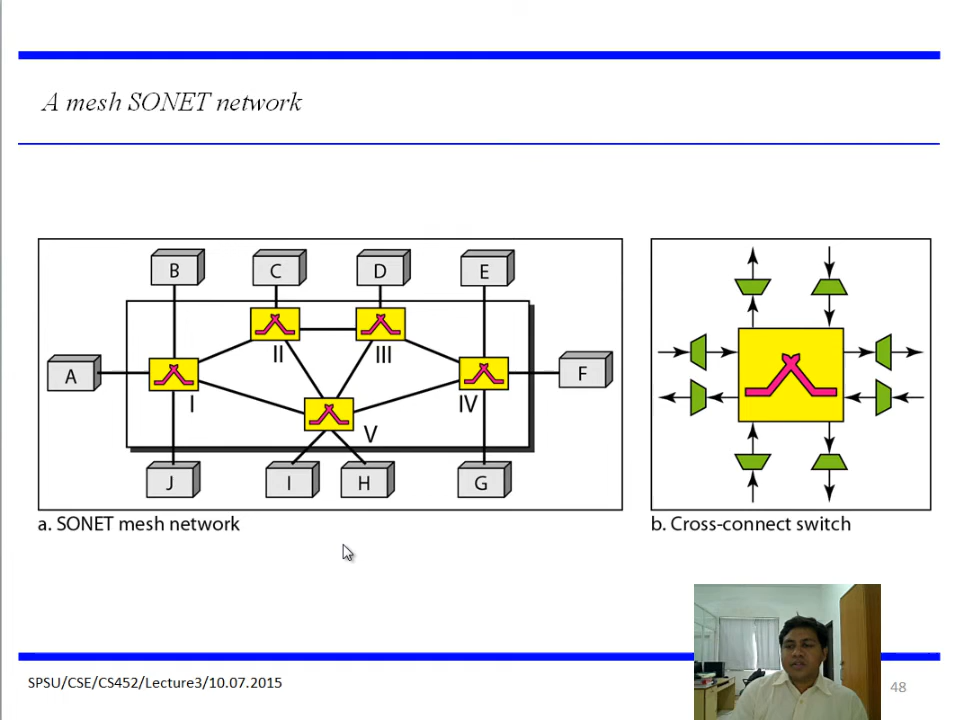 A mesh SONET network
B C D E
II III
A F
I IV
V
J I H G
a. SONET mesh network
b. Cross-connect switch
SPSU/CSE/CS452/Lecture3/10.07.2015
48